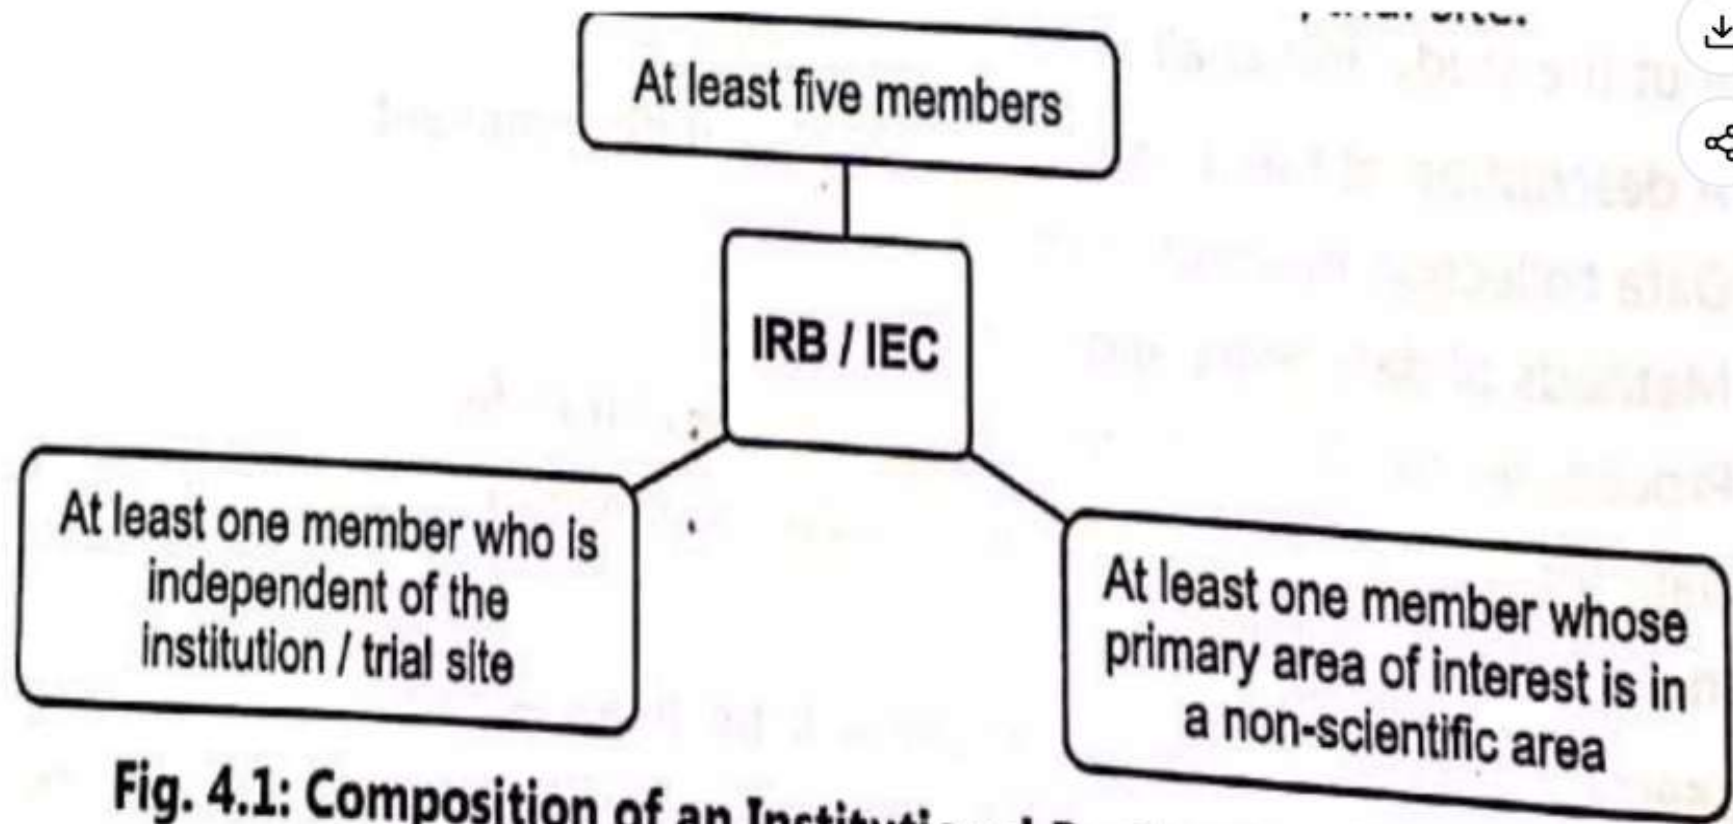 trial site.
At least five members
IRB / IEC
At least one member who is
independent of the
institution / trial site
At least one member whose
primary area of interest is in
a non-scientific area
Fig. 4.1: Composition of an